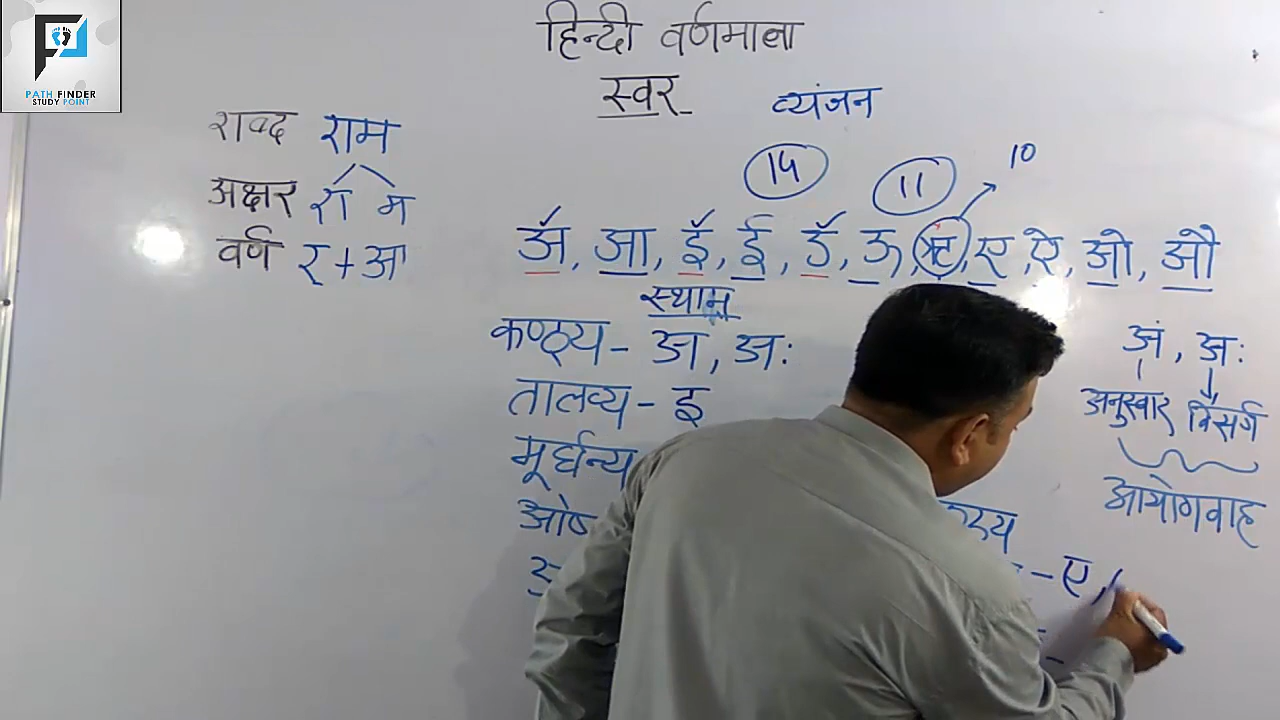 PATH FINDER
STUDY POINT
हिन्दी वर्णमाला
स्वर व्यंजन
शब्द राम
अक्षर रा म
वर्ण र् + आ
14 11 10
अ, आ, इ, ई, उ, ऊ, ऋ, ए, ऐ, ओ, औ
स्थान
कण्ठ्य - अ, अः
तालव्य - इ
मूर्धन्य
ओष
- ए,
अं, अः
अनुस्वार विसर्ग
आयोगवाह